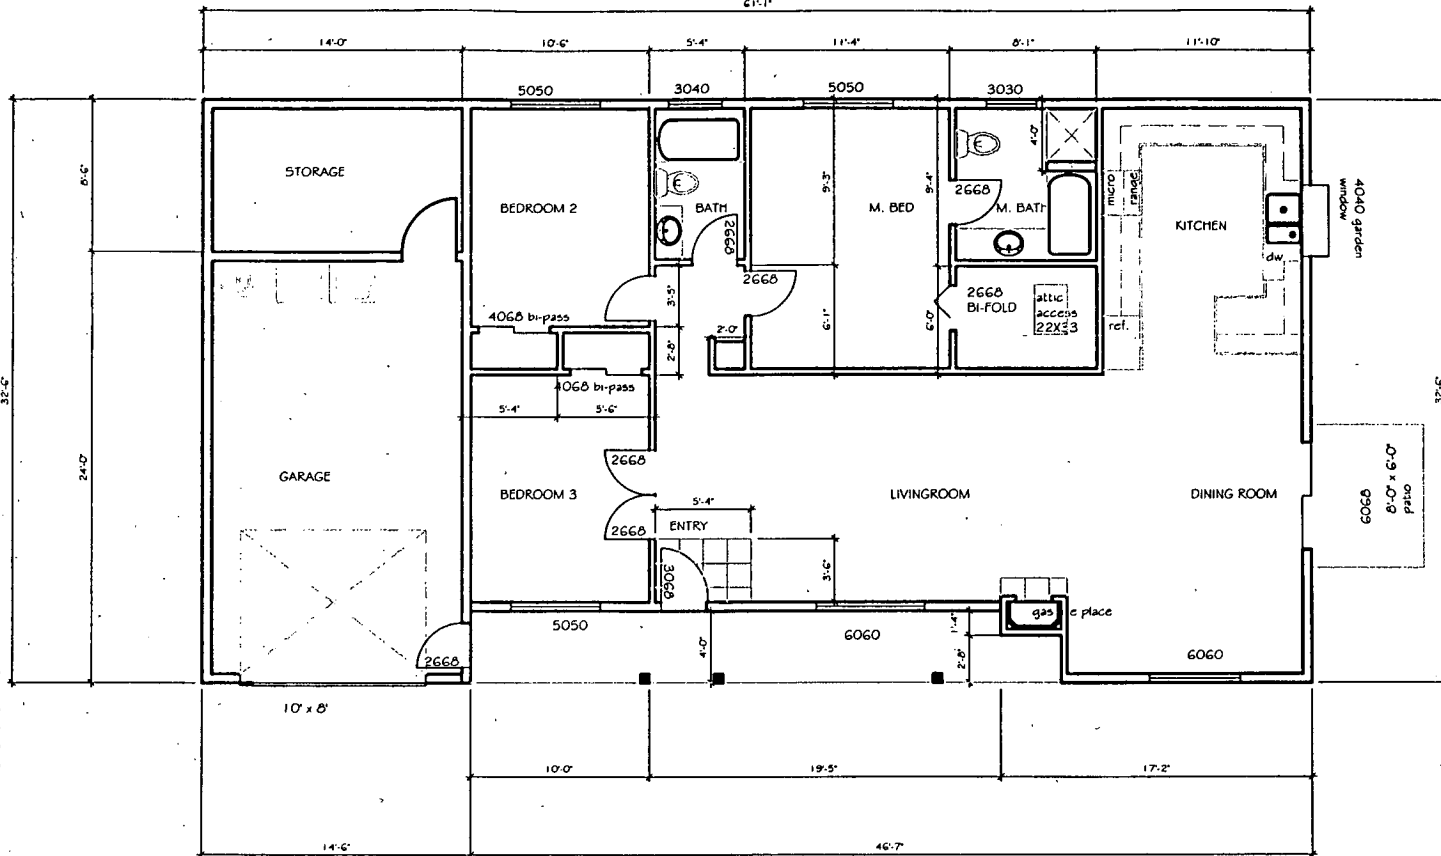 61'-1"
14'-0"
10'-6"
5'-4"
11'-4"
8'-1"
11'-10"
5050
3040
5050
3030
8'-6"
STORAGE
BEDROOM 2
BATH
2668
9'-3"
M. BED
9'-4"
2668
M. BATH
4'-0"
micro
range
KITCHEN
4040 garden
window
dw
2668
3'-5"
2668
BI-FOLD
attic
access
22X33
ref.
4068 bi-pass
2'-0"
6'-1"
6'-0"
2'-8"
4068 bi-pass
5'-4"
5'-6"
32'-6"
24'-0"
32'-6"
GARAGE
2668
BEDROOM 3
5'-4"
LIVINGROOM
DINING ROOM
6068
8'-0" x 6'-0"
patio
2668
ENTRY
3068
3'-6"
gas
e place
5050
4'-0"
6060
1'-4"
2'-8"
6060
2668
10' x 8'
10'-0"
19'-5"
17'-2"
14'-6"
46'-7"